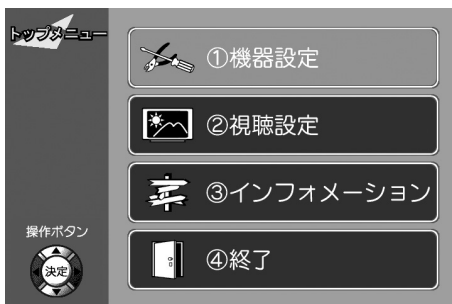 トップメニュー
①機器設定
②視聴設定
③インフォメーション
④終了
操作ボタン
決定